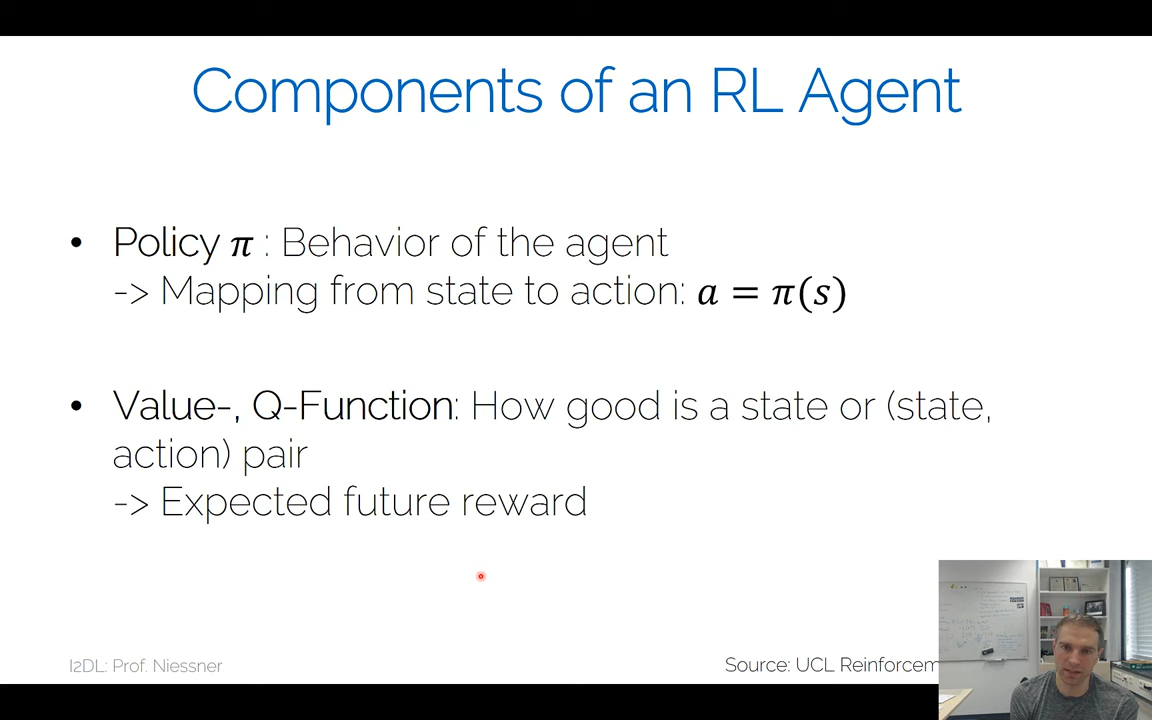 Components of an RL Agent
• Policy π : Behavior of the agent
-> Mapping from state to action: a = π(s)
• Value-, Q-Function: How good is a state or (state,
action) pair
-> Expected future reward
I2DL: Prof. Niessner
Source: UCL